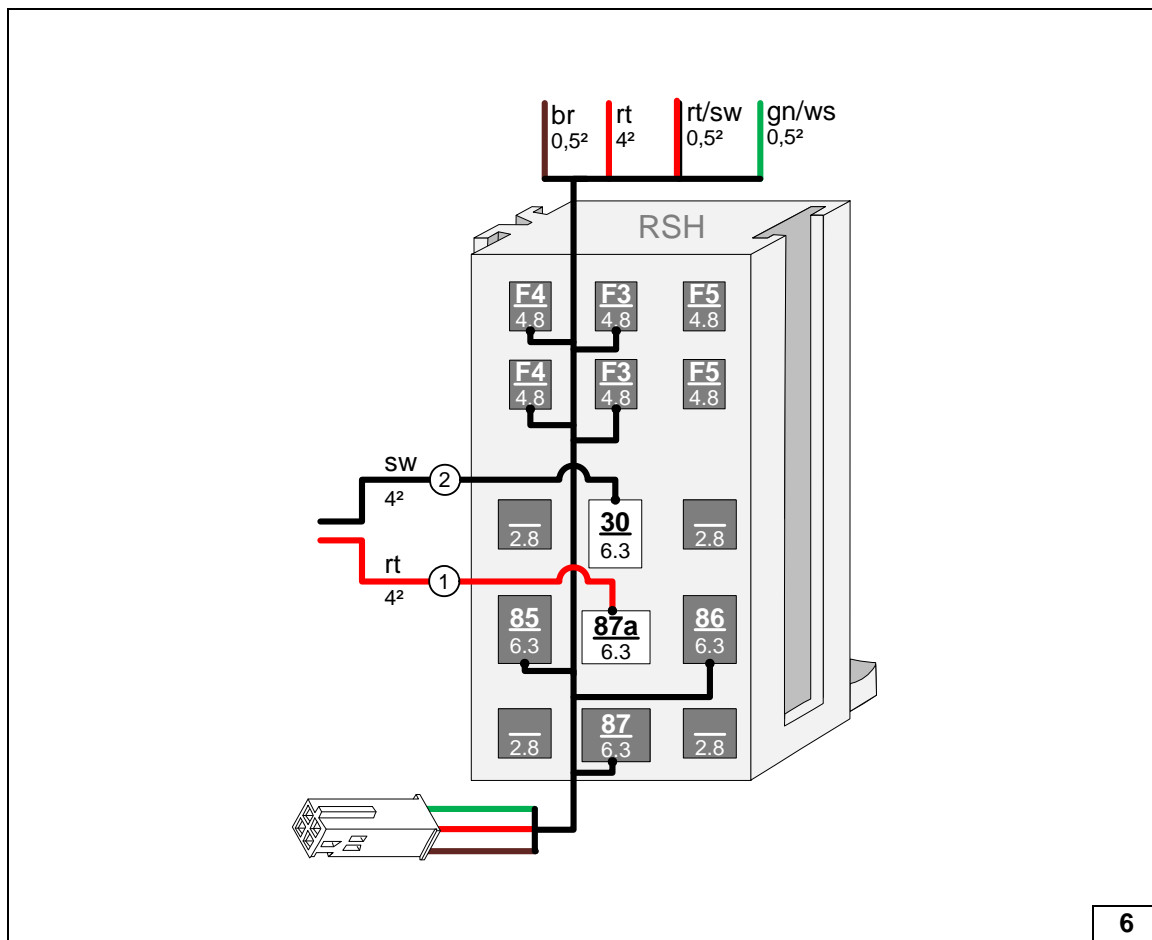 br rt rt/sw gn/ws
0,5² 4² 0,5² 0,5²
RSH
F4 F3 F5
4.8 4.8 4.8
F4 F3 F5
4.8 4.8 4.8
sw 2
4²
30
2.8 6.3 2.8
rt 1
4²
85 87a 86
6.3 6.3 6.3
87
2.8 6.3 2.8
6